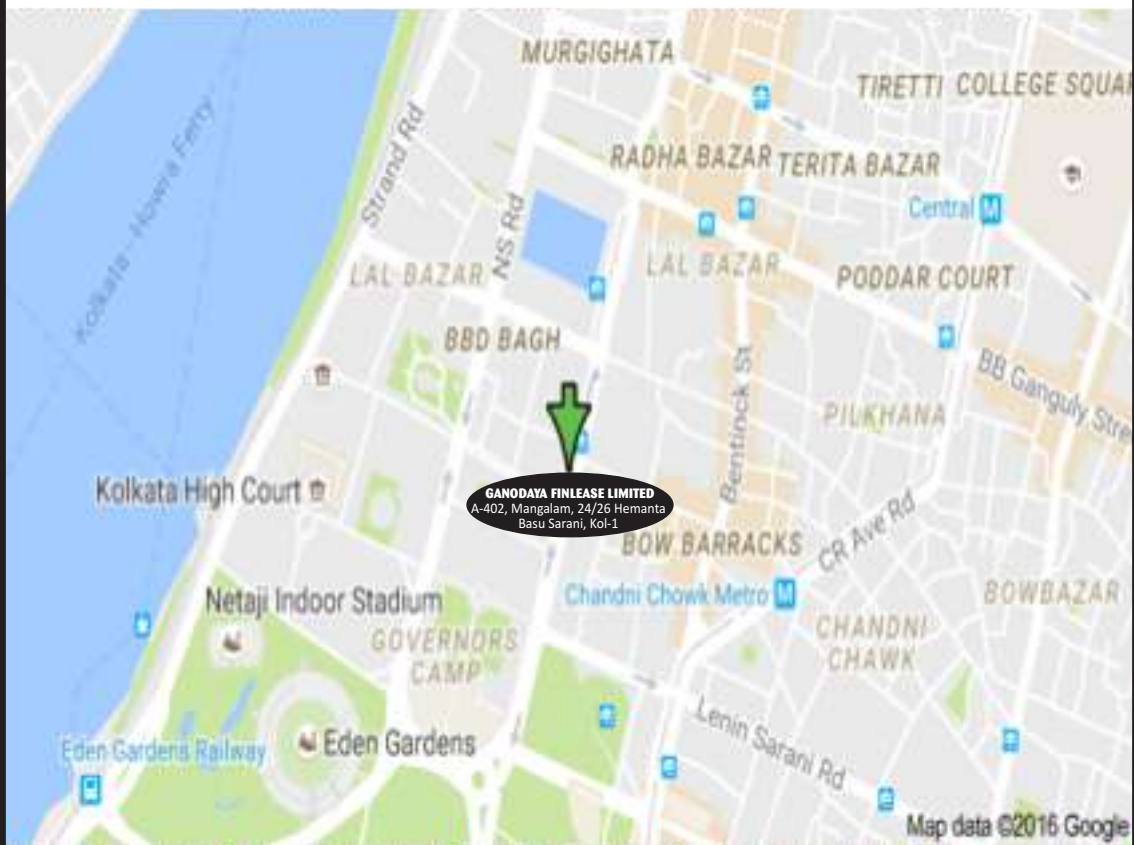 MURGIGHATA
TIRETTI COLLEGE SQUAR
Strand Rd
RADHA BAZAR
TERITA BAZAR
Kolkata - Howra Ferry
Central M
NS Rd
LAL BAZAR
LAL BAZAR
PODDAR COURT
BBD BAGH
BB Ganguly Stre
Bentinck St
PILKHANA
Kolkata High Court
GANODAYA FINLEASE LIMITED
A-402, Mangalam, 24/26 Hemanta
Basu Sarani, Kol-1
BOW BARRACKS
CR Ave Rd
Chandni Chowk Metro M
BOWBAZAR
Netaji Indoor Stadium
GOVERNORS
CAMP
CHANDNI
CHAWK
Lenin Sarani Rd
Eden Gardens Railway
Eden Gardens
Map data ©2016 Google